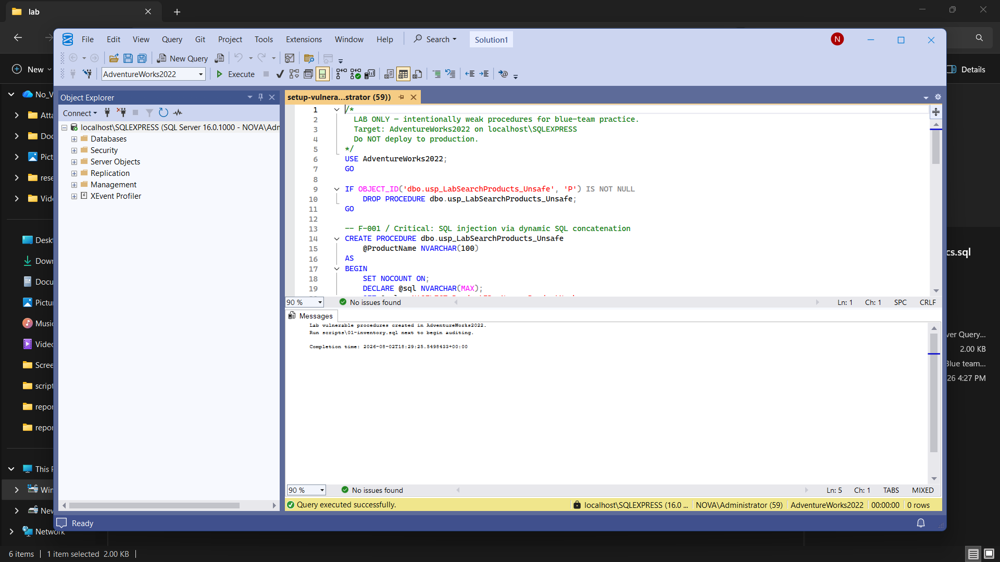 lab
File Edit View Query Git Project Tools Extensions Window Help Search Solution1 N
New Query
AdventureWorks2022 Execute
New
Details
Object Explorer
Connect
localhost\SQLEXPRESS (SQL Server 16.0.1000 - NOVA\Adr
Databases
Security
Server Objects
Replication
Management
XEvent Profiler
No_V
Atta
Doc
Pict
rese
Vid
Desk
Down
Docu
Pictu
Music
Videc
Scree
script
repor
repor
This P
Win
New
Network
setup-vulnera...strator (59))
1 /*
2 LAB ONLY — intentionally weak procedures for blue-team practice.
3 Target: AdventureWorks2022 on localhost\SQLEXPRESS
4 Do NOT deploy to production.
5 */
6 USE AdventureWorks2022;
7 GO
8
9 IF OBJECT_ID('dbo.usp_LabSearchProducts_Unsafe', 'P') IS NOT NULL
10 DROP PROCEDURE dbo.usp_LabSearchProducts_Unsafe;
11 GO
12
13 -- F-001 / Critical: SQL injection via dynamic SQL concatenation
14 CREATE PROCEDURE dbo.usp_LabSearchProducts_Unsafe
15 @ProductName NVARCHAR(100)
16 AS
17 BEGIN
18 SET NOCOUNT ON;
19 DECLARE @sql NVARCHAR(MAX);
90 % No issues found Ln: 1 Ch: 1 SPC CRLF
Messages
Lab vulnerable procedures created in AdventureWorks2022.
Run scripts\01-inventory.sql next to begin auditing.
Completion time: 2026-08-02T18:29:25.5498433+00:00
90 % No issues found Ln: 5 Ch: 1 TABS MIXED
Query executed successfully. localhost\SQLEXPRESS (16.0 ... NOVA\Administrator (59) AdventureWorks2022 00:00:00 0 rows
Ready
cs.sql
ver Query...
2.00 KB
Blue team...
26 4:27 PM
6 items 1 item selected 2.00 KB